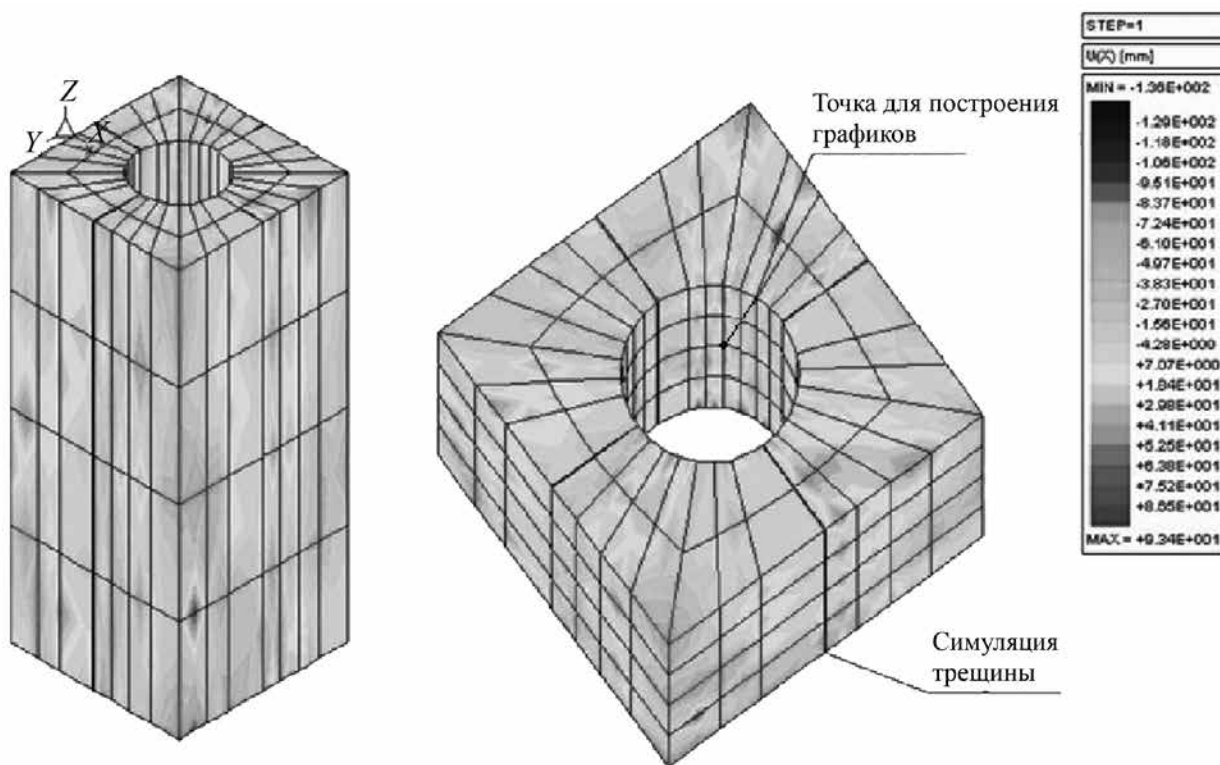 Z
Y
X
Точка для построения
графиков
Симуляция
трещины
STEP=1
U(X) [mm]
MIN = -1.36E+002
-1.29E+002
-1.18E+002
-1.06E+002
-9.51E+001
-8.37E+001
-7.24E+001
-6.10E+001
-4.97E+001
-3.83E+001
-2.70E+001
-1.56E+001
-4.28E+000
+7.07E+000
+1.84E+001
+2.98E+001
+4.11E+001
+5.25E+001
+6.38E+001
+7.52E+001
+8.65E+001
MAX = +9.34E+001